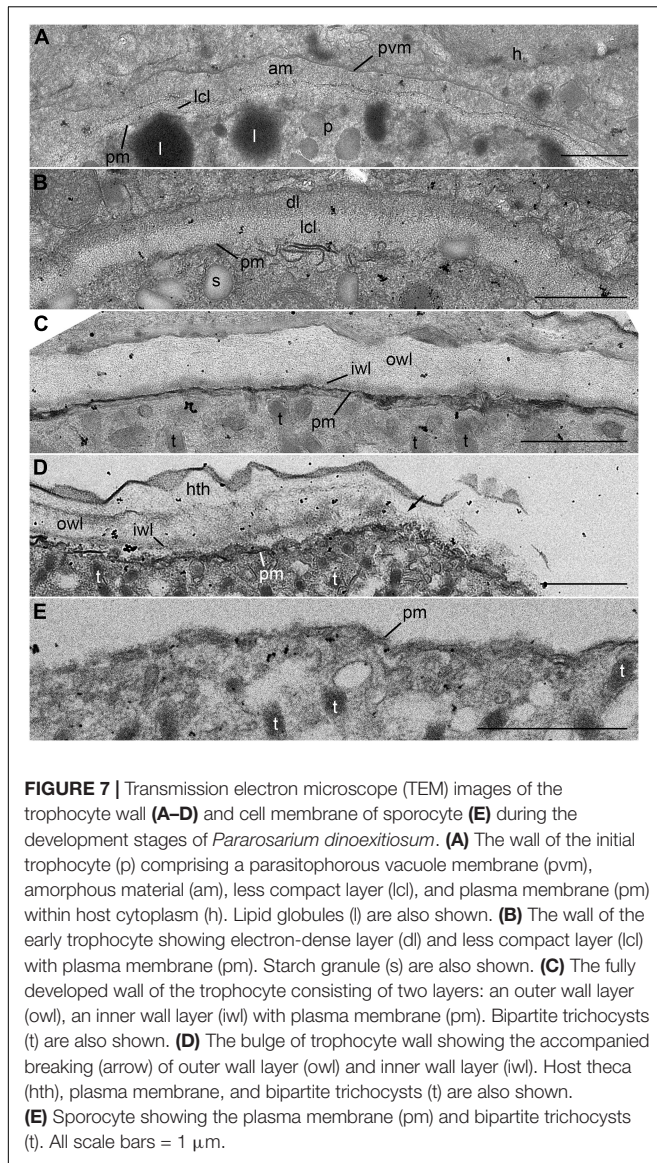 A
pvm
h
am
lcl
p
pm
l
l
B
dl
lcl
pm
s
C
iwl
owl
pm
t
t
t
t
D
hth
owl
iwl
pm
t
t
E
pm
t
t
t
FIGURE 7 | Transmission electron microscope (TEM) images of the
trophocyte wall (A–D) and cell membrane of sporocyte (E) during the
development stages of Pararosarium dinoexitiosum. (A) The wall of the initial
trophocyte (p) comprising a parasitophorous vacuole membrane (pvm),
amorphous material (am), less compact layer (lcl), and plasma membrane (pm)
within host cytoplasm (h). Lipid globules (l) are also shown. (B) The wall of the
early trophocyte showing electron-dense layer (dl) and less compact layer (lcl)
with plasma membrane (pm). Starch granule (s) are also shown. (C) The fully
developed wall of the trophocyte consisting of two layers: an outer wall layer
(owl), an inner wall layer (iwl) with plasma membrane (pm). Bipartite trichocysts
(t) are also shown. (D) The bulge of trophocyte wall showing the accompanied
breaking (arrow) of outer wall layer (owl) and inner wall layer (iwl). Host theca
(hth), plasma membrane, and bipartite trichocysts (t) are also shown.
(E) Sporocyte showing the plasma membrane (pm) and bipartite trichocysts
(t). All scale bars = 1 μm.